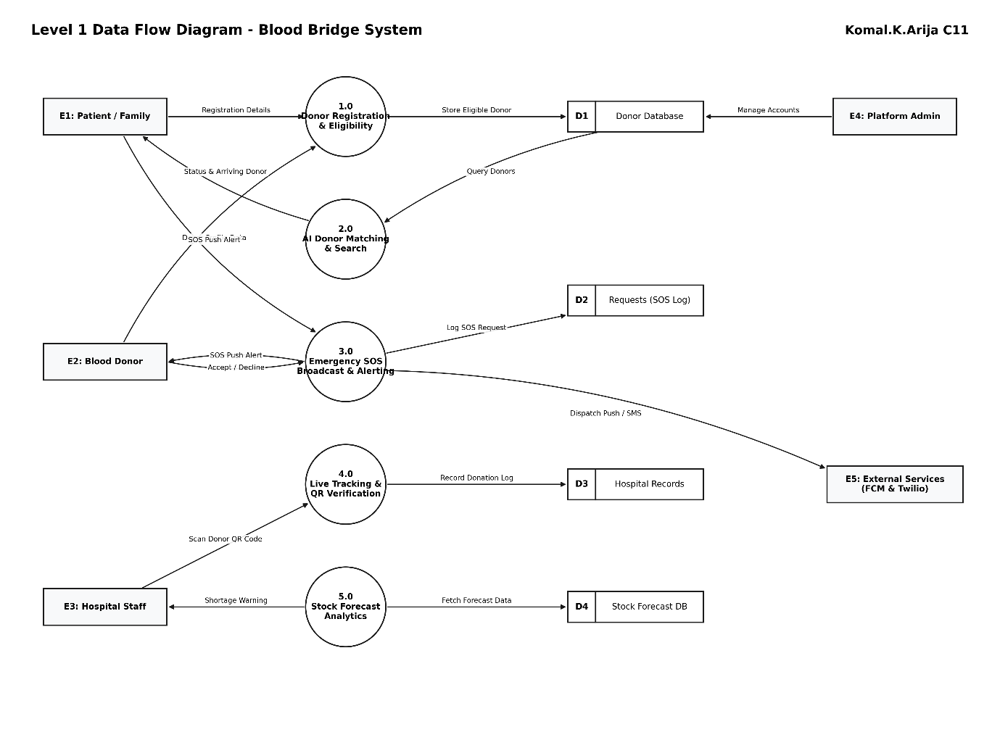 Level 1 Data Flow Diagram - Blood Bridge System
Komal.K.Arija C11
E1: Patient / Family
Registration Details
1.0
Donor Registration
& Eligibility
Store Eligible Donor
D1
Donor Database
Manage Accounts
E4: Platform Admin
Status & Arriving Donor
Query Donors
2.0
AI Donor Matching
& Search
SOS Push Alert
D2
Requests (SOS Log)
Log SOS Request
E2: Blood Donor
SOS Push Alert
Accept / Decline
3.0
Emergency SOS
Broadcast & Alerting
Dispatch Push / SMS
4.0
Live Tracking &
QR Verification
Record Donation Log
D3
Hospital Records
E5: External Services
(FCM & Twilio)
Scan Donor QR Code
E3: Hospital Staff
Shortage Warning
5.0
Stock Forecast
Analytics
Fetch Forecast Data
D4
Stock Forecast DB